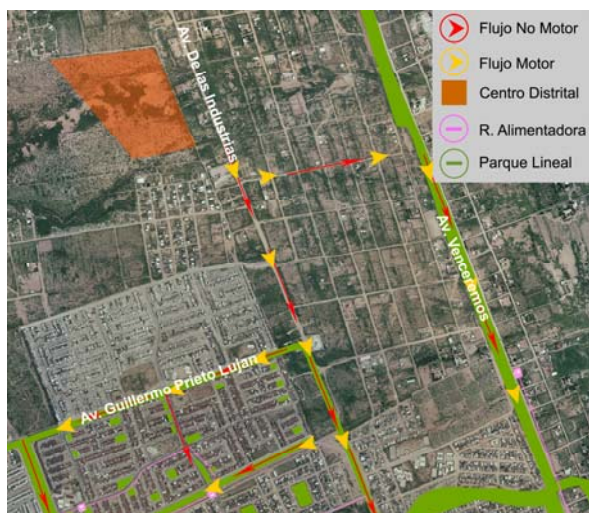 Flujo No Motor
Flujo Motor
Centro Distrital
R. Alimentadora
Parque Lineal
Av. De las Industrias
Av. Venceremos
Av. Guillermo Prieto Lujan